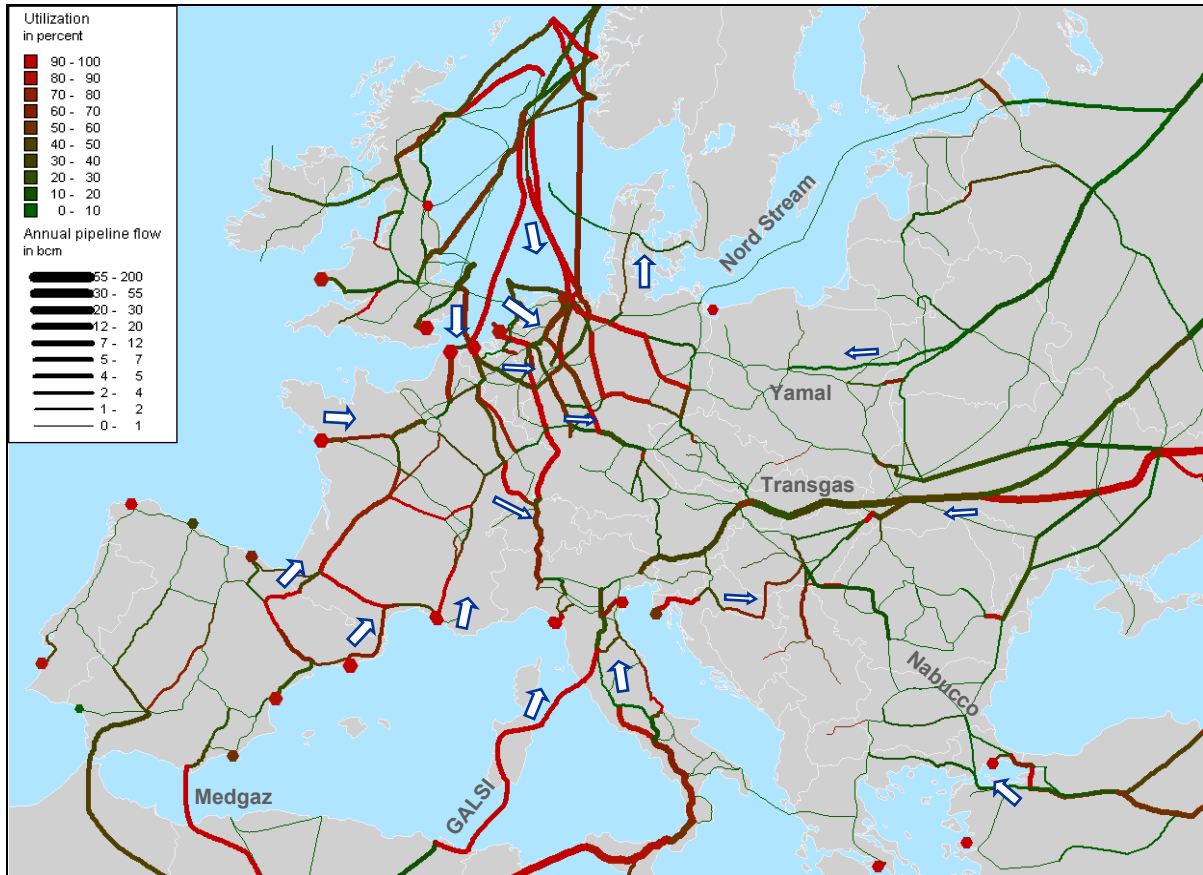 Utilization
in percent
90 - 100
80 - 90
70 - 80
60 - 70
50 - 60
40 - 50
30 - 40
20 - 30
10 - 20
0 - 10
Annual pipeline flow
in bcm
55 - 200
30 - 55
20 - 30
12 - 20
7 - 12
5 - 7
4 - 5
2 - 4
1 - 2
0 - 1
Nord Stream
Yamal
Transgas
Nabucco
Medgaz
GALSI